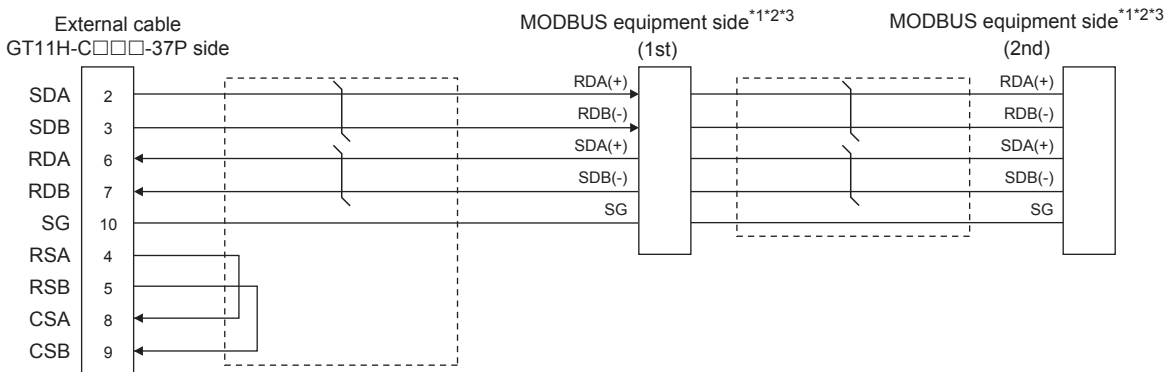 External cable
GT11H-C□□□-37P side
MODBUS equipment side*1*2*3
(1st)
MODBUS equipment side*1*2*3
(2nd)
SDA 2 RDA(+) RDA(+)
SDB 3 RDB(-) RDB(-)
RDA 6 SDA(+) SDA(+)
RDB 7 SDB(-) SDB(-)
SG 10 SG SG
RSA 4
RSB 5
CSA 8
CSB 9